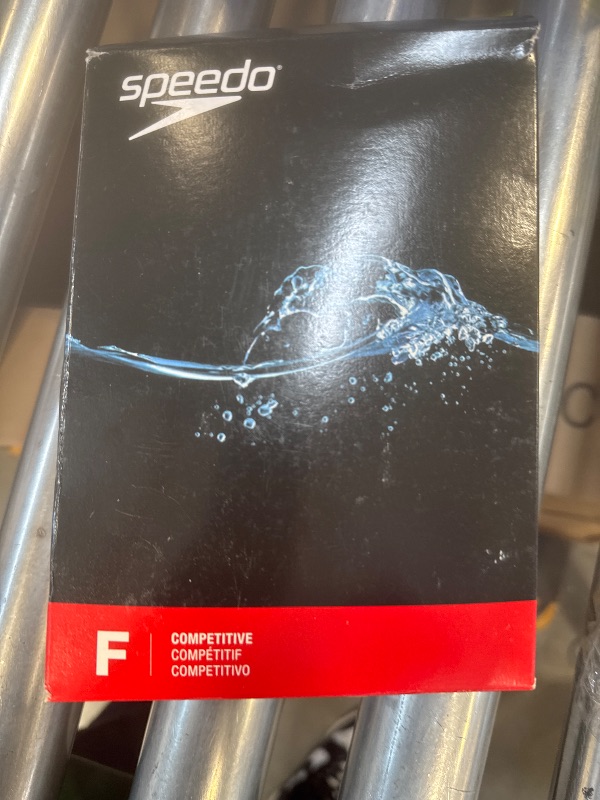 speedo®
F
COMPETITIVE
COMPÉTITIF
COMPETITIVO
C